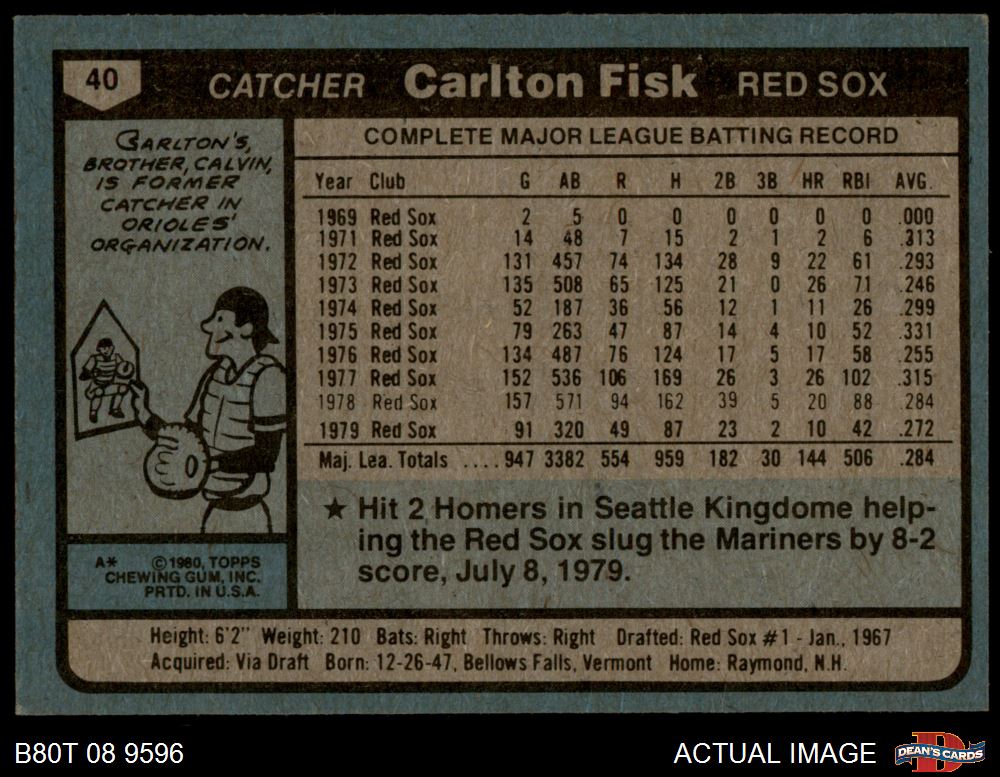 40
CATCHER Carlton Fisk RED SOX
CARLTON'S,
BROTHER, CALVIN,
IS FORMER
CATCHER IN
ORIOLES'
ORGANIZATION.
A* ©1980, TOPPS
CHEWING GUM, INC.
PRTD. IN U.S.A.
COMPLETE MAJOR LEAGUE BATTING RECORD
Year Club G AB R H 2B 3B HR RBI AVG.
1969 Red Sox 2 5 0 0 0 0 0 0 .000
1971 Red Sox 14 48 7 15 2 1 2 6 .313
1972 Red Sox 131 457 74 134 28 9 22 61 .293
1973 Red Sox 135 508 65 125 21 0 26 71 .246
1974 Red Sox 52 187 36 56 12 1 11 26 .299
1975 Red Sox 79 263 47 87 14 4 10 52 .331
1976 Red Sox 134 487 76 124 17 5 17 58 .255
1977 Red Sox 152 536 106 169 26 3 26 102 .315
1978 Red Sox 157 571 94 162 39 5 20 88 .284
1979 Red Sox 91 320 49 87 23 2 10 42 .272
Maj. Lea. Totals ....947 3382 554 959 182 30 144 506 .284
★ Hit 2 Homers in Seattle Kingdome help-
ing the Red Sox slug the Mariners by 8-2
score, July 8, 1979.
Height: 6'2" Weight: 210 Bats: Right Throws: Right Drafted: Red Sox #1 - Jan., 1967
Acquired: Via Draft Born: 12-26-47, Bellows Falls, Vermont Home: Raymond, N.H.
B80T 08 9596
ACTUAL IMAGE
D
DEAN'S CARDS